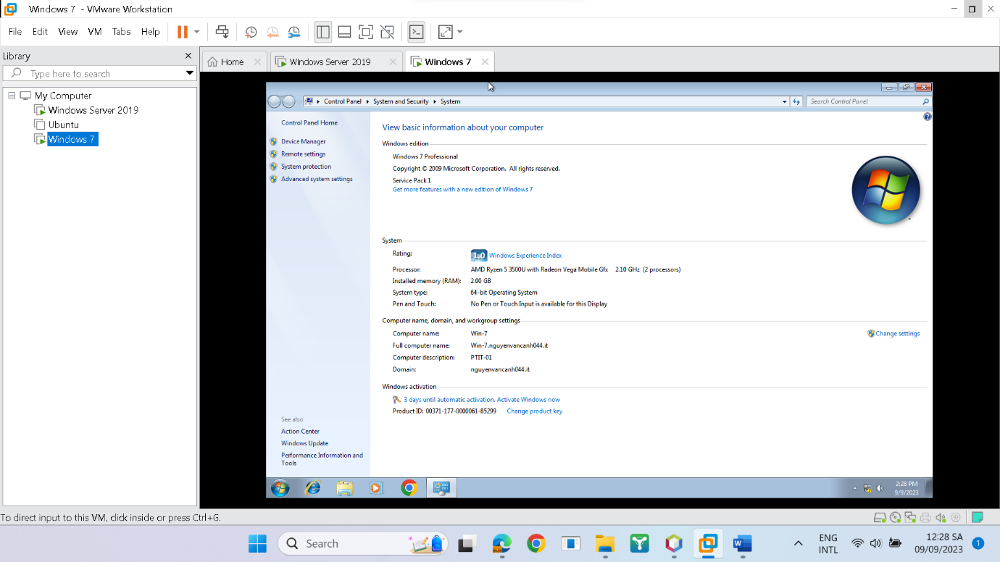 Windows 7 - VMware Workstation
File Edit View VM Tabs Help
Library
Type here to search
My Computer
Windows Server 2019
Ubuntu
Windows 7
Home
Windows Server 2019
Windows 7
Control Panel
System and Security
System
Search Control Panel
Control Panel Home
Device Manager
Remote settings
System protection
Advanced system settings
View basic information about your computer
Windows edition
Windows 7 Professional
Copyright © 2009 Microsoft Corporation. All rights reserved.
Service Pack 1
Get more features with a new edition of Windows 7
System
Rating: 1.0 Windows Experience Index
Processor: AMD Ryzen 5 3500U with Radeon Vega Mobile Gfx 2.10 GHz (2 processors)
Installed memory (RAM): 2.00 GB
System type: 64-bit Operating System
Pen and Touch: No Pen or Touch Input is available for this Display
Computer name, domain, and workgroup settings
Computer name: Win-7
Change settings
Full computer name: Win-7.nguyenvancanh044.it
Computer description: PTIT-01
Domain: nguyenvancanh044.it
Windows activation
3 days until automatic activation. Activate Windows now
Product ID: 00371-177-0000061-85299 Change product key
See also
Action Center
Windows Update
Performance Information and
Tools
2:28 PM
9/9/2023
To direct input to this VM, click inside or press Ctrl+G.
Search
W
ENG
INTL
12:28 SA
09/09/2023
1